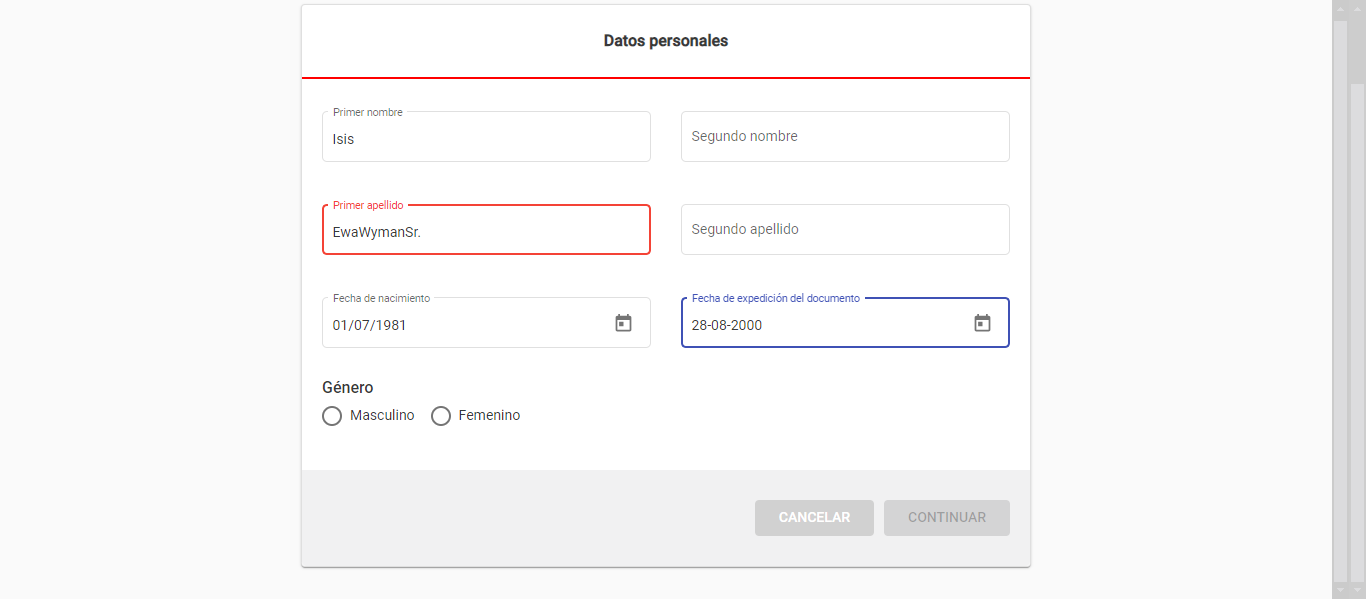 Datos personales
Primer nombre
Isis
Segundo nombre
Primer apellido
EwaWymanSr.
Segundo apellido
Fecha de nacimiento
01/07/1981
Fecha de expedición del documento
28-08-2000
Género
Masculino Femenino
CANCELAR CONTINUAR